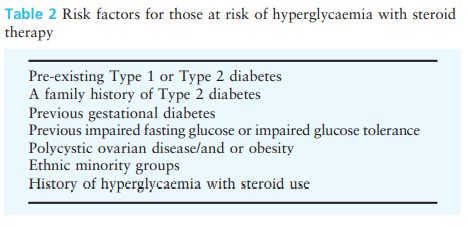 Table 2 Risk factors for those at risk of hyperglycaemia with steroid
therapy
Pre-existing Type 1 or Type 2 diabetes
A family history of Type 2 diabetes
Previous gestational diabetes
Previous impaired fasting glucose or impaired glucose tolerance
Polycystic ovarian disease/and or obesity
Ethnic minority groups
History of hyperglycaemia with steroid use